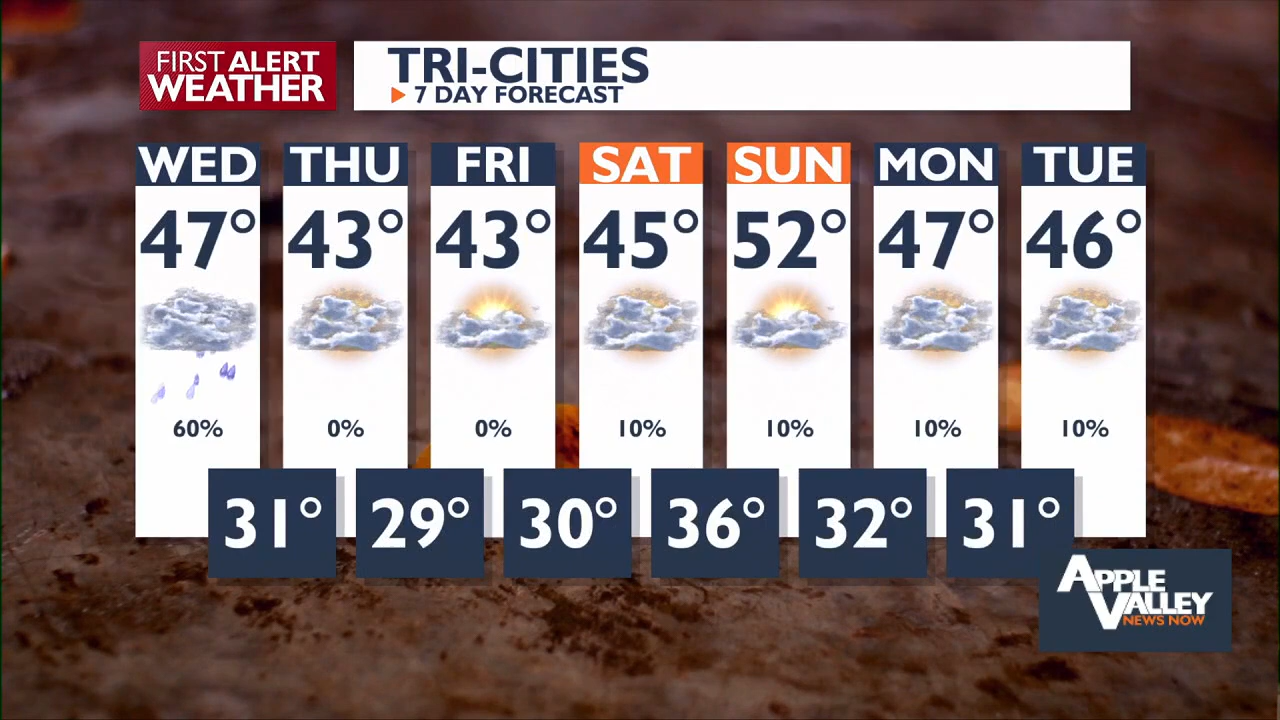 FIRST ALERT
WEATHER
TRI-CITIES
7 DAY FORECAST
WED THU FRI SAT SUN MON TUE
47° 43° 43° 45° 52° 47° 46°
60% 0% 0% 10% 10% 10% 10%
31° 29° 30° 36° 32° 31°
APPLE
VALLEY
NEWS NOW